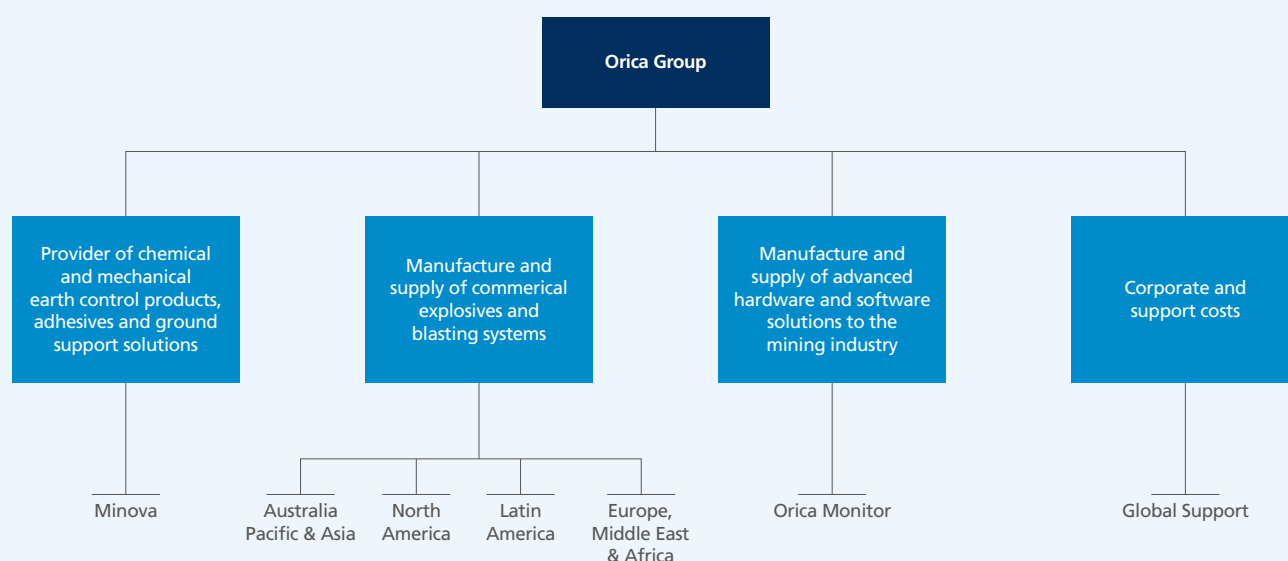 Orica Group
Provider of chemical
and mechanical
earth control products,
adhesives and ground
support solutions
Manufacture and
supply of commerical
explosives and
blasting systems
Manufacture and
supply of advanced
hardware and software
solutions to the
mining industry
Corporate and
support costs
Minova
Australia
Pacific & Asia
North
America
Latin
America
Europe,
Middle East
& Africa
Orica Monitor
Global Support